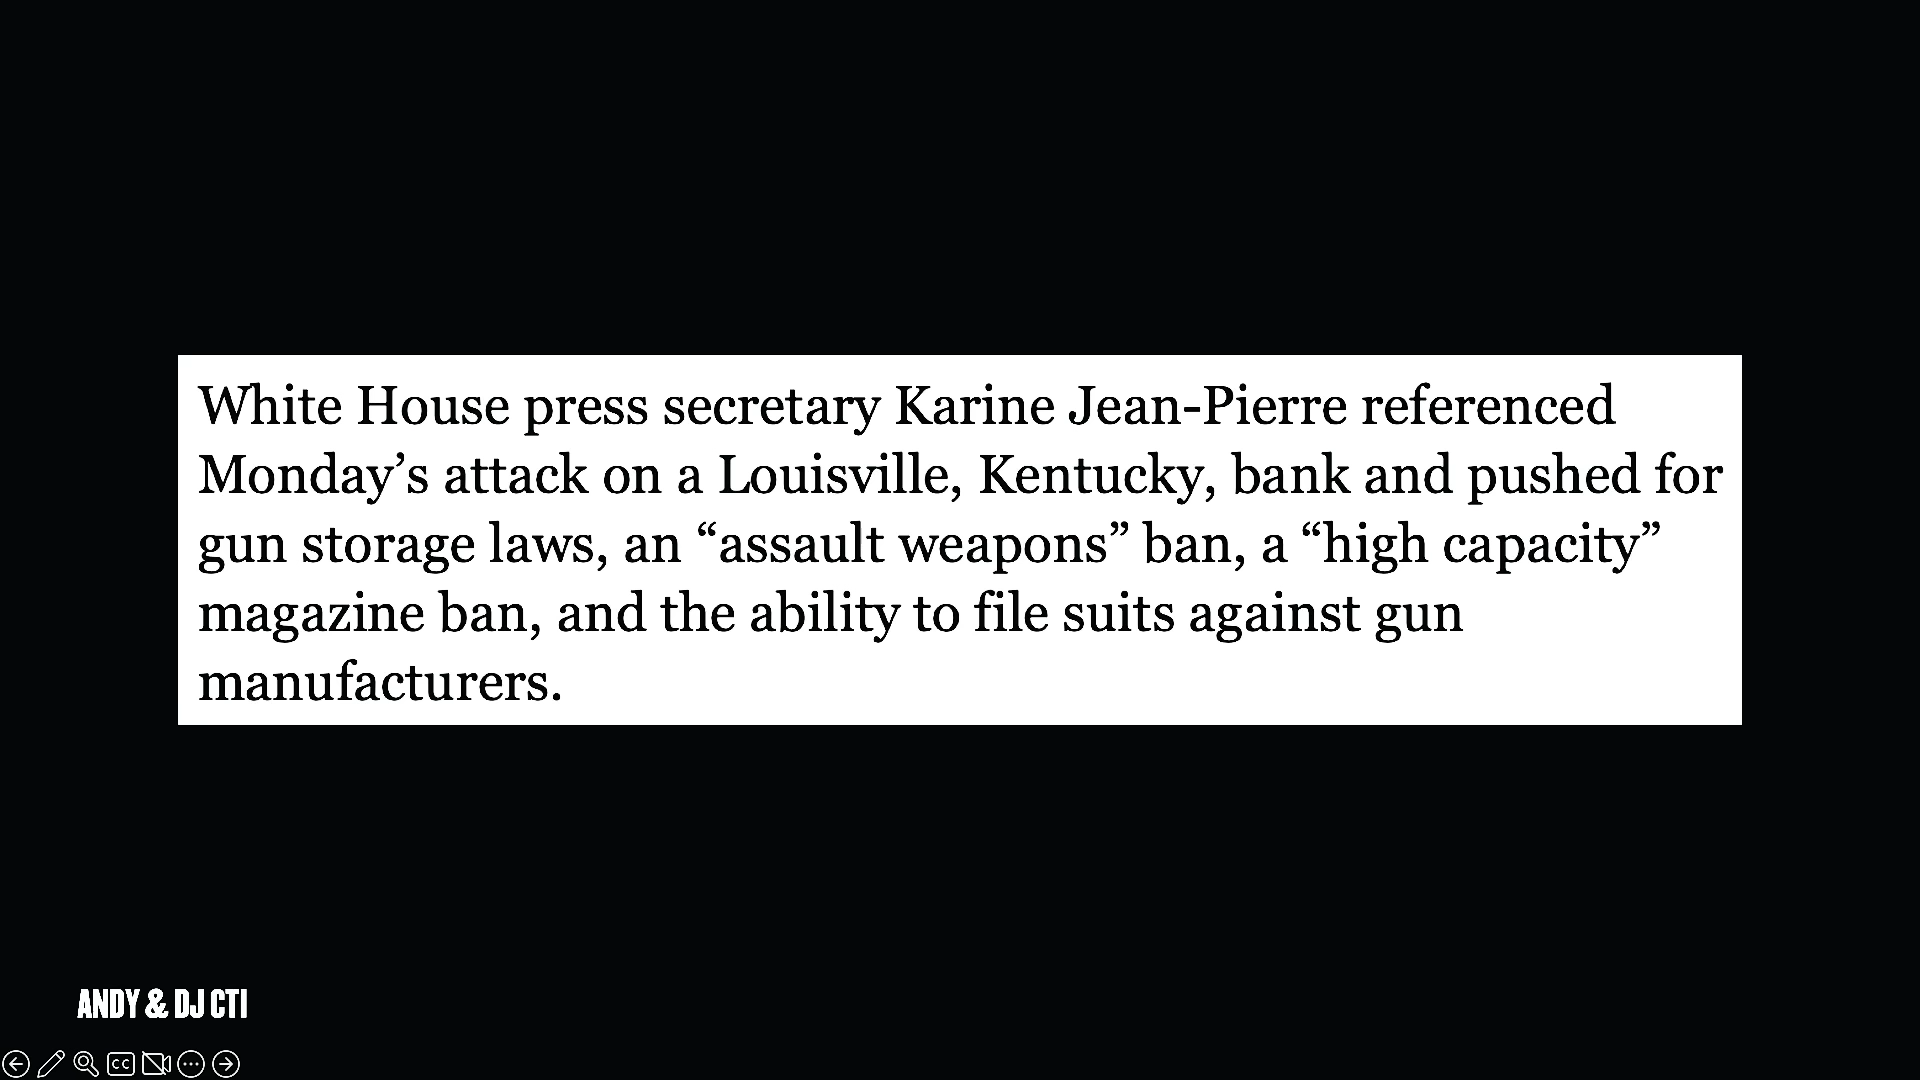 White House press secretary Karine Jean-Pierre referenced
Monday’s attack on a Louisville, Kentucky, bank and pushed for
gun storage laws, an “assault weapons” ban, a “high capacity”
magazine ban, and the ability to file suits against gun
manufacturers.
ANDY & DJ CTI
CC